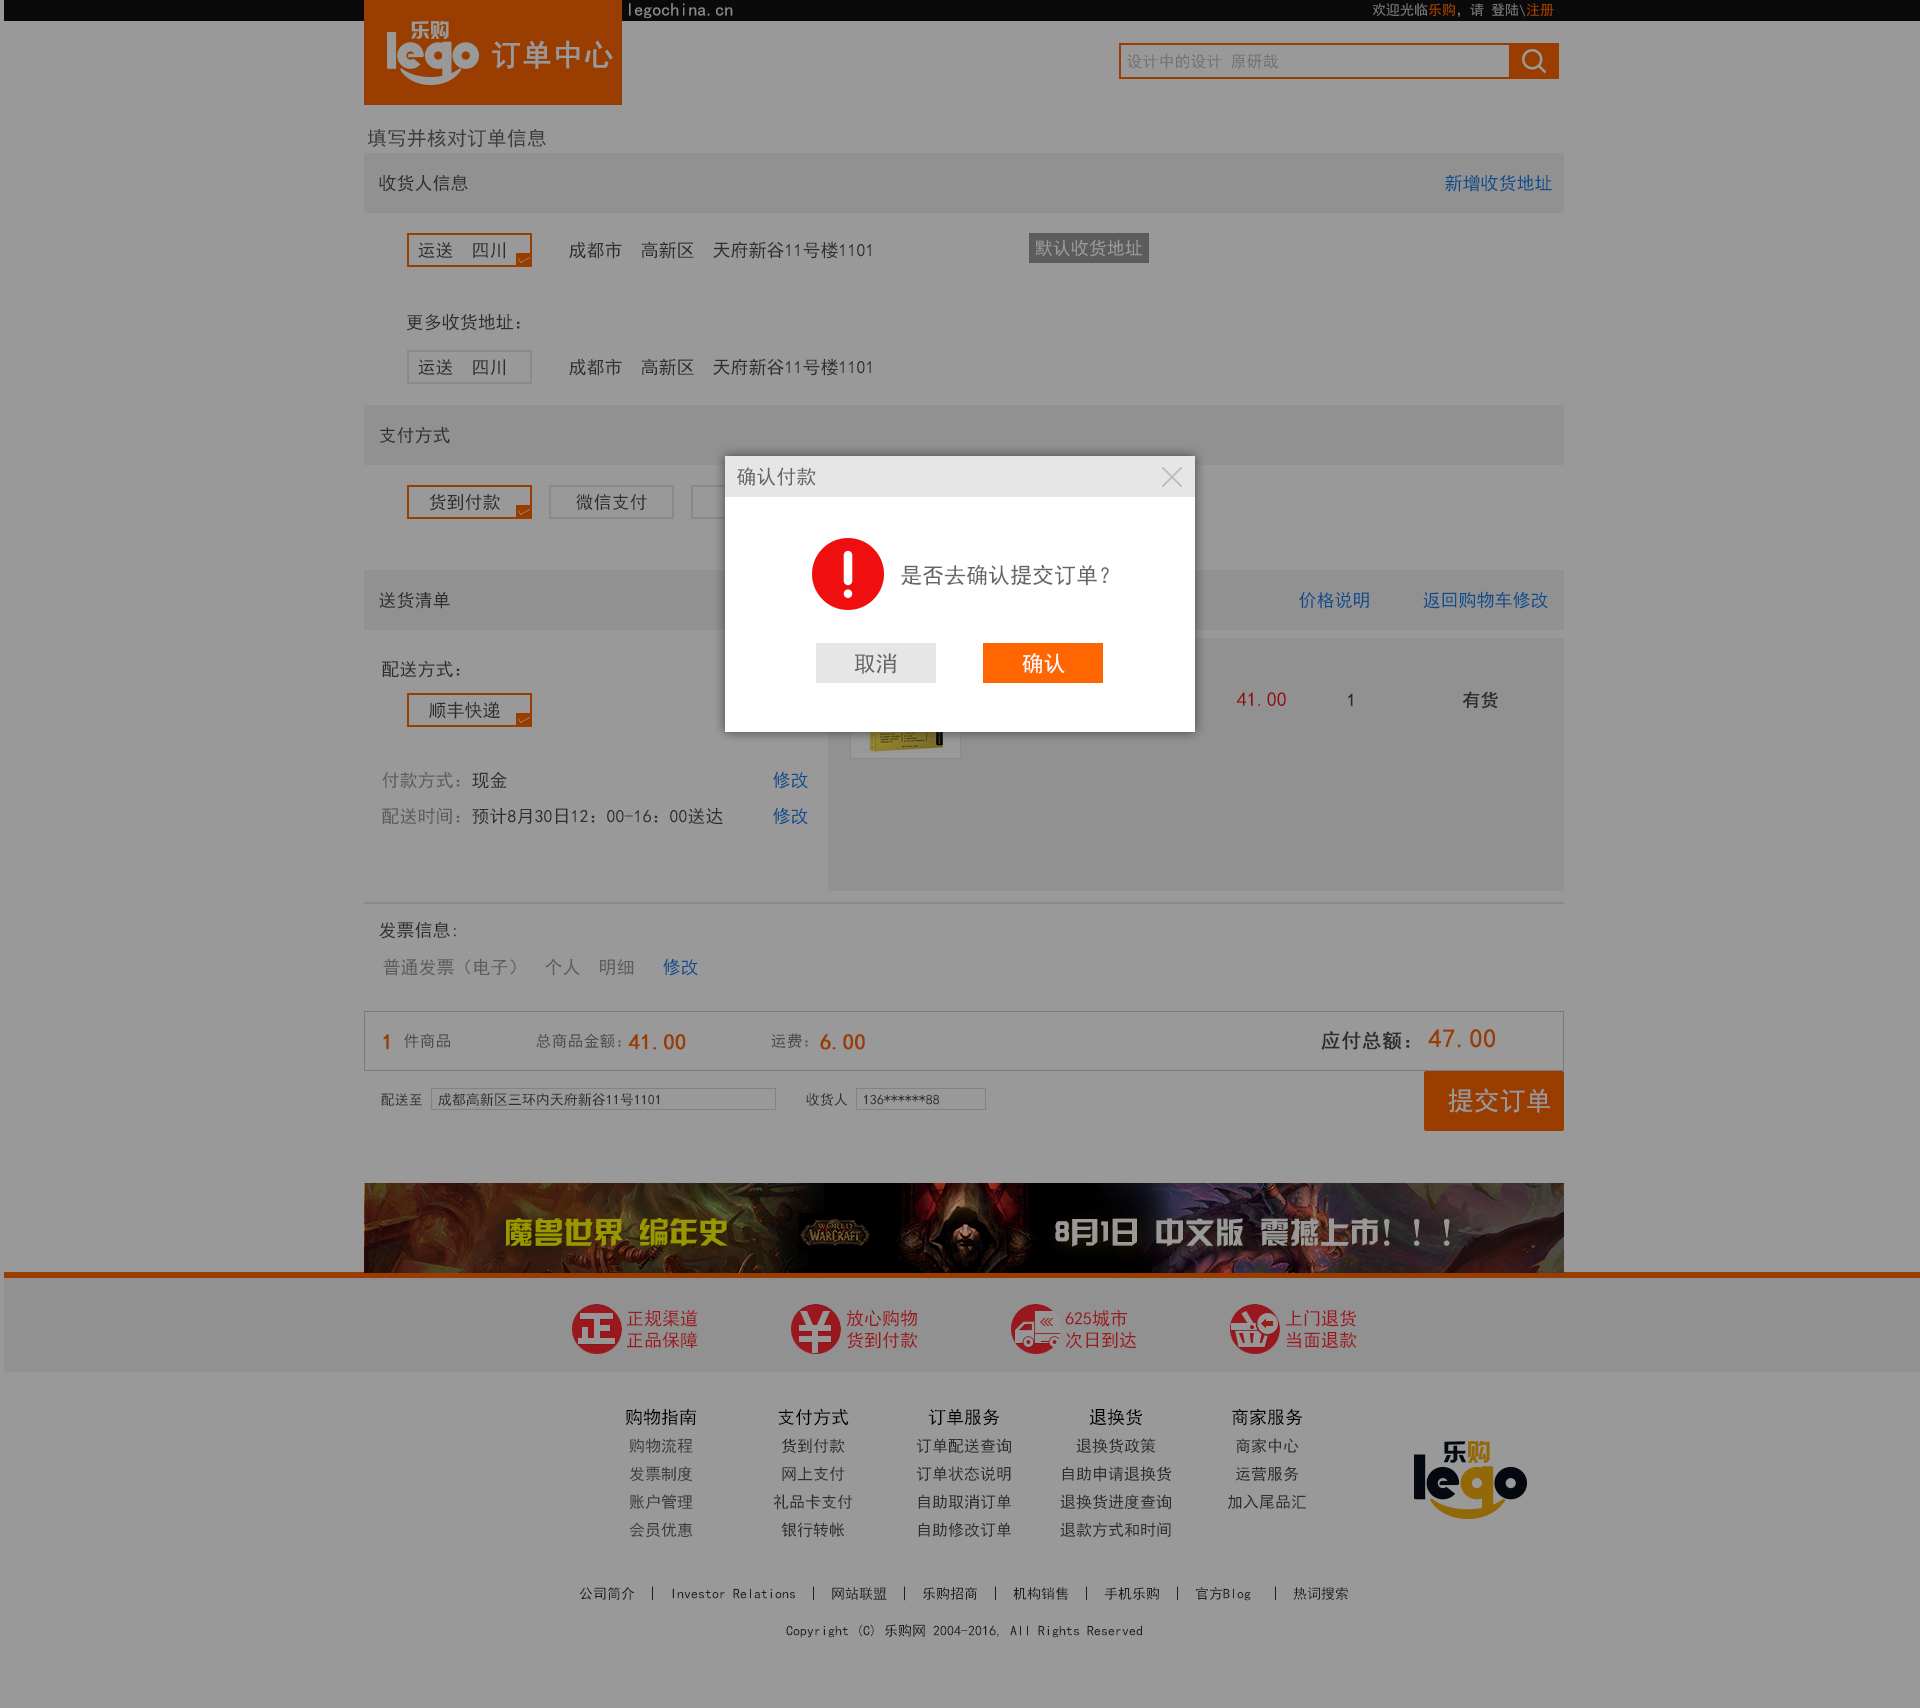 legochina.cn
欢迎光临乐购，请 登陆\注册
乐购
lego 订单中心
设计中的设计 原研哉
填写并核对订单信息
收货人信息 新增收货地址
运送 四川 成都市 高新区 天府新谷11号楼1101 默认收货地址
更多收货地址：
运送 四川 成都市 高新区 天府新谷11号楼1101
支付方式
确认付款
货到付款 微信支付
是否去确认提交订单？
送货清单 价格说明 返回购物车修改
取消 确认
配送方式：
41.00 1 有货
顺丰快递
付款方式：现金 修改
配送时间：预计8月30日12：00-16：00送达 修改
发票信息：
普通发票（电子） 个人 明细 修改
1 件商品 总商品金额：41.00 运费：6.00 应付总额：47.00
配送至 成都高新区三环内天府新谷11号1101 收货人 136******88
提交订单
魔兽世界 编年史 WORLD WARCRAFT 8月1日 中文版 震撼上市！！！
正 正规渠道 ¥ 放心购物 625城市 上门退货
正品保障 货到付款 次日到达 当面退款
购物指南 支付方式 订单服务 退换货 商家服务
购物流程 货到付款 订单配送查询 退换货政策 商家中心
发票制度 网上支付 订单状态说明 自助申请退换货 运营服务
账户管理 礼品卡支付 自助取消订单 退换货进度查询 加入尾品汇
会员优惠 银行转帐 自助修改订单 退款方式和时间
乐购
lego
公司简介 | Investor Relations | 网站联盟 | 乐购招商 | 机构销售 | 手机乐购 | 官方Blog | 热词搜索
Copyright (C) 乐购网 2004-2016, All Rights Reserved